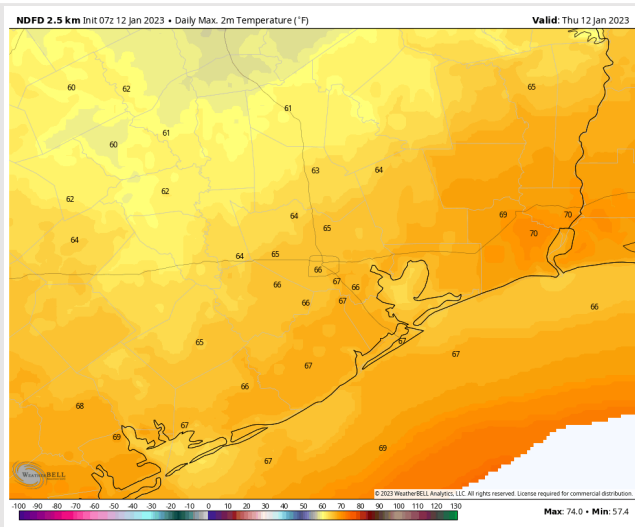 NDFD 2.5 km Init 07z 12 Jan 2023 • Daily Max. 2m Temperature (˚F)
Valid: Thu 12 Jan 2023
60 62 65
61
61
60
63 64
62
62
64 69 70
65 70
64
64 65
66
67
66 66
66 67 66
67
65 67
67
66
68
67
69
69
67
WeatherBELL
© 2023 WeatherBELL Analytics, LLC. All rights reserved. License required for commercial distribution.
-100 -90 -80 -70 -60 -50 -40 -30 -20 -10 0 10 20 30 40 50 60 70 80 90 100 110 120 130
Max: 74.0 • Min: 57.4